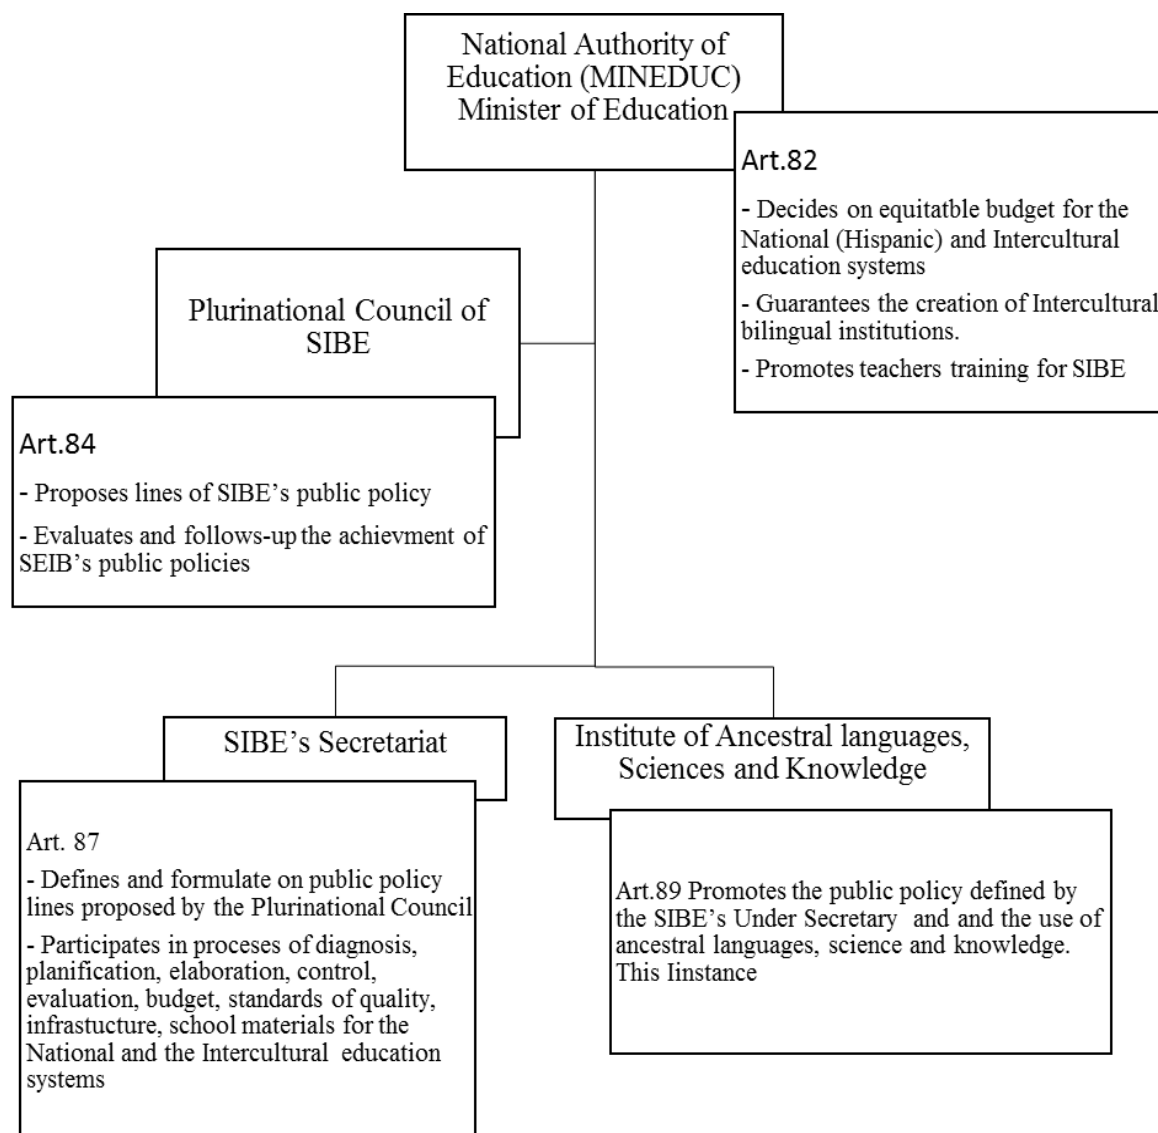 National Authority of
Education (MINEDUC)
Minister of Education
Art.82
- Decides on equitatble budget for the
National (Hispanic) and Intercultural
education systems
- Guarantees the creation of Intercultural
bilingual institutions.
- Promotes teachers training for SIBE
Plurinational Council of
SIBE
Art.84
- Proposes lines of SIBE’s public policy
- Evaluates and follows-up the achievment of
SEIB’s public policies
SIBE’s Secretariat
Art. 87
- Defines and formulate on public policy
lines proposed by the Plurinational Council
- Participates in proceses of diagnosis,
planification, elaboration, control,
evaluation, budget, standards of quality,
infrastucture, school materials for the
National and the Intercultural education
systems
Institute of Ancestral languages,
Sciences and Knowledge
Art.89 Promotes the public policy defined by
the SIBE’s Under Secretary and and the use of
ancestral languages, science and knowledge.
This Iinstance